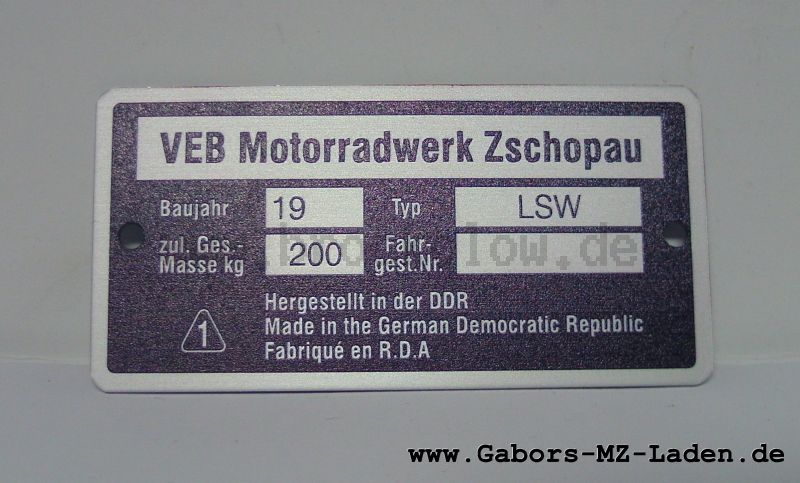 VEB Motorradwerk Zschopau
Baujahr 19 Typ LSW
zul. Ges.- Masse kg 200 Fahr- gest.Nr.
1
Hergestellt in der DDR
Made in the German Democratic Republic
Fabriqué en R.D.A
www.Gabors-MZ-Laden.de